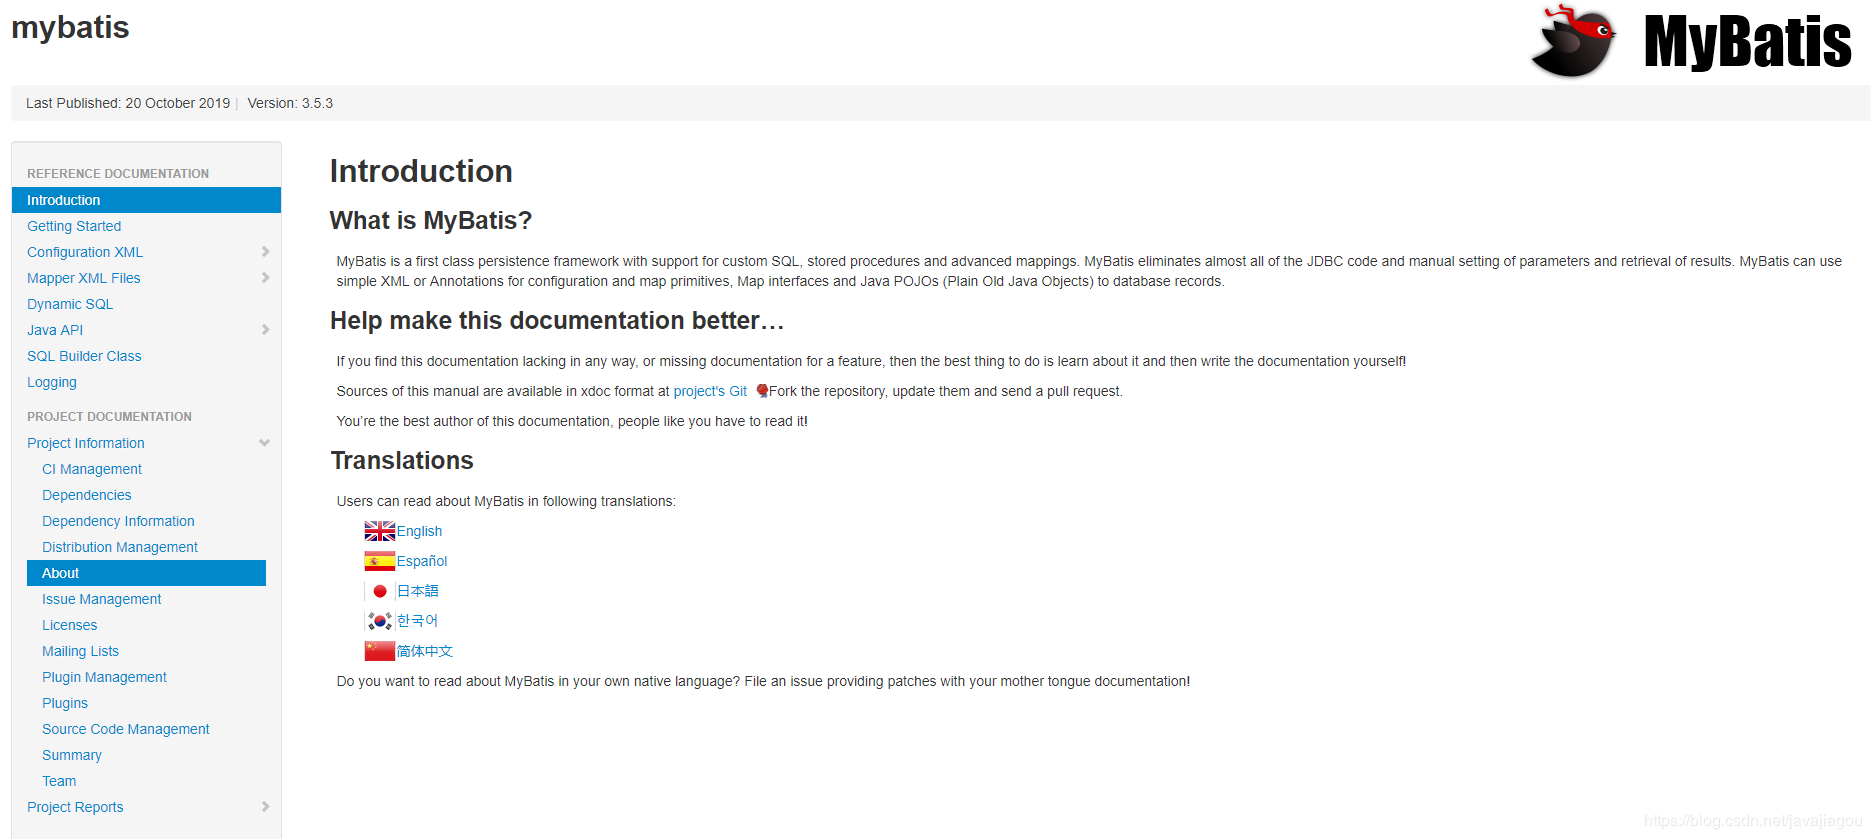 mybatis
MyBatis
Last Published: 20 October 2019 | Version: 3.5.3
REFERENCE DOCUMENTATION
Introduction
Getting Started
Configuration XML
Mapper XML Files
Dynamic SQL
Java API
SQL Builder Class
Logging
PROJECT DOCUMENTATION
Project Information
CI Management
Dependencies
Dependency Information
Distribution Management
About
Issue Management
Licenses
Mailing Lists
Plugin Management
Plugins
Source Code Management
Summary
Team
Project Reports
Introduction
What is MyBatis?
MyBatis is a first class persistence framework with support for custom SQL, stored procedures and advanced mappings. MyBatis eliminates almost all of the JDBC code and manual setting of parameters and retrieval of results. MyBatis can use
simple XML or Annotations for configuration and map primitives, Map interfaces and Java POJOs (Plain Old Java Objects) to database records.
Help make this documentation better…
If you find this documentation lacking in any way, or missing documentation for a feature, then the best thing to do is learn about it and then write the documentation yourself!
Sources of this manual are available in xdoc format at project's Git Fork the repository, update them and send a pull request.
You’re the best author of this documentation, people like you have to read it!
Translations
Users can read about MyBatis in following translations:
English
Español
日本語
한국어
简体中文
Do you want to read about MyBatis in your own native language? File an issue providing patches with your mother tongue documentation!
https://blog.csdn.net/javajiagou